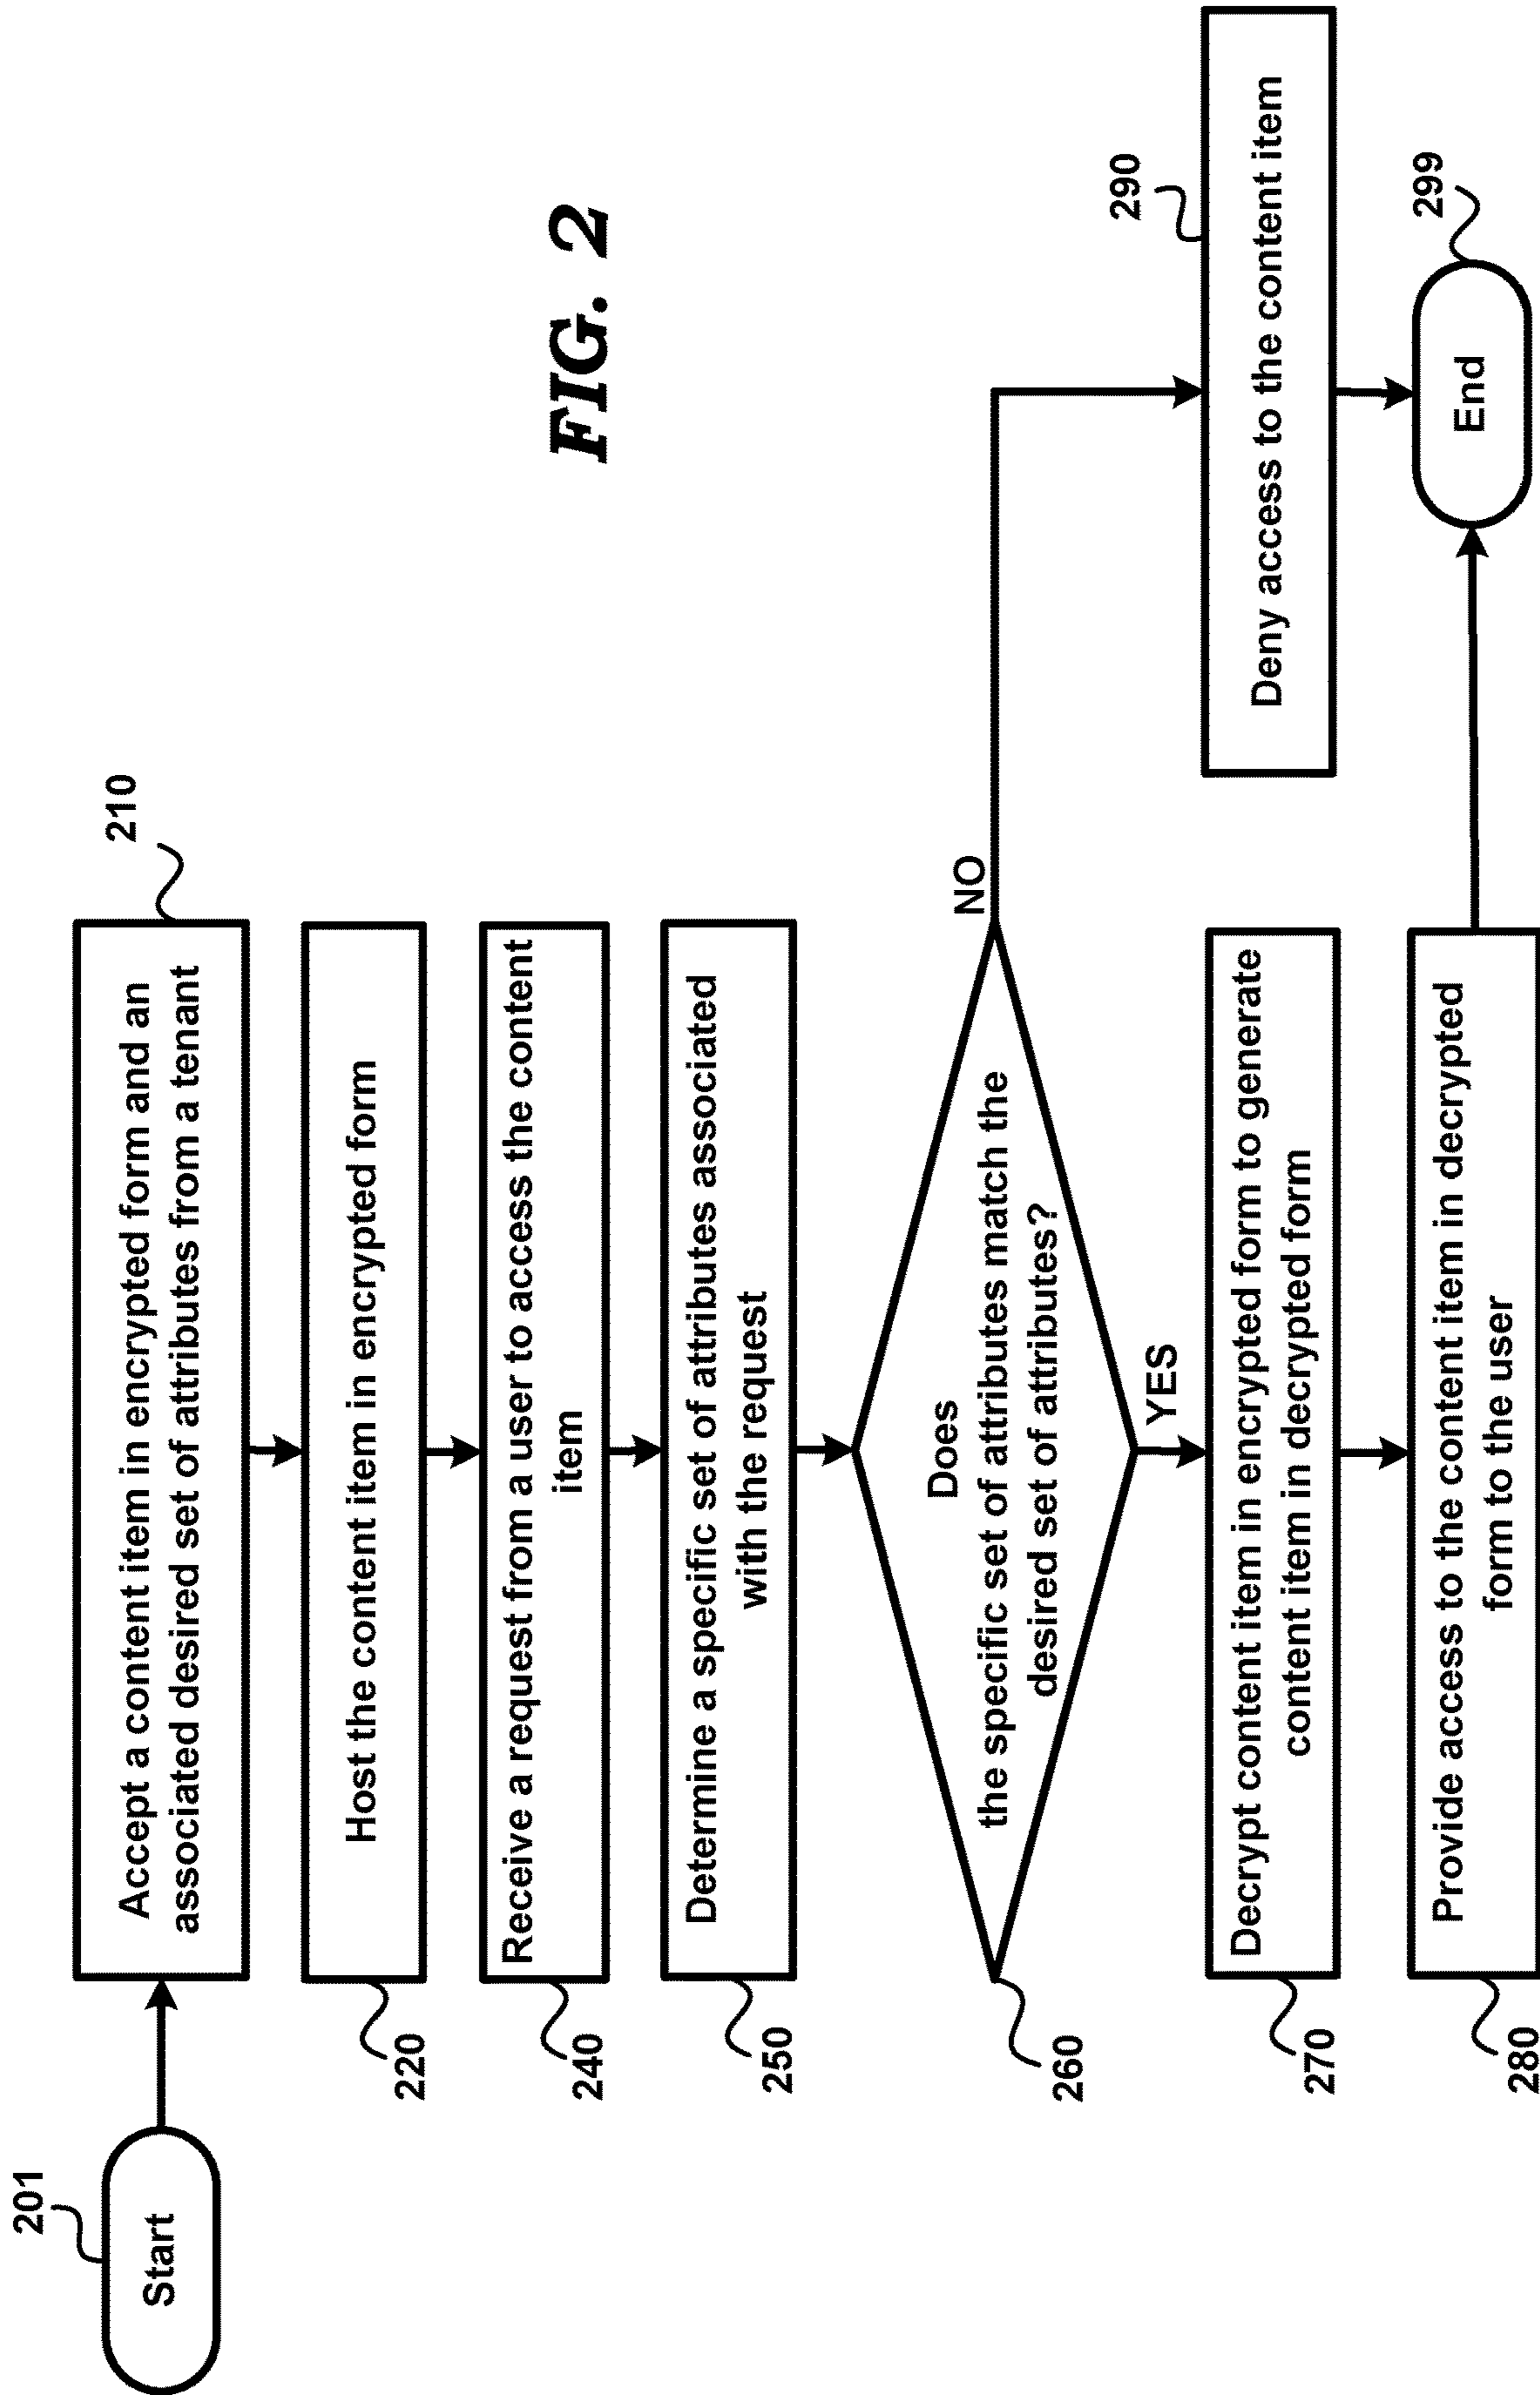 201
Start
210
Accept a content item in encrypted form and an
associated desired set of attributes from a tenant
220
Host the content item in encrypted form
240
Receive a request from a user to access the content
item
250
Determine a specific set of attributes associated
with the request
FIG. 2
260
Does
the specific set of attributes match the
desired set of attributes?
NO
YES
270
Decrypt content item in encrypted form to generate
content item in decrypted form
290
Deny access to the content item
280
Provide access to the content item in decrypted
form to the user
299
End